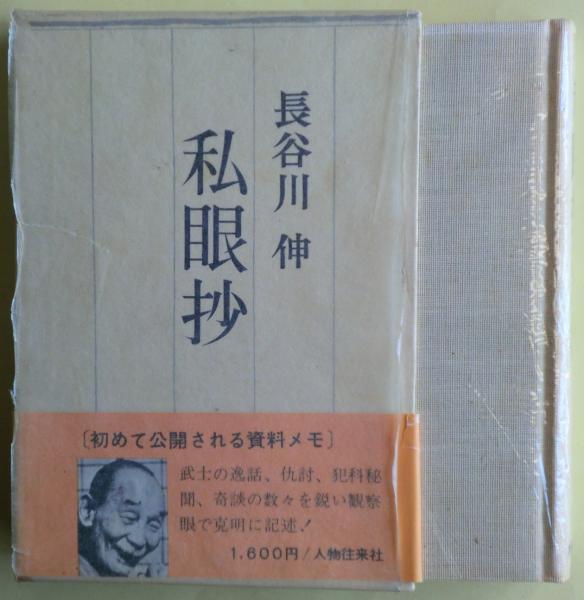 長谷川 伸
私眼抄
〔初めて公開される資料メモ〕
武士の逸話、仇討、犯科秘
聞、奇談の数々を鋭い観察
眼で克明に記述!
1,600円/人物往来社